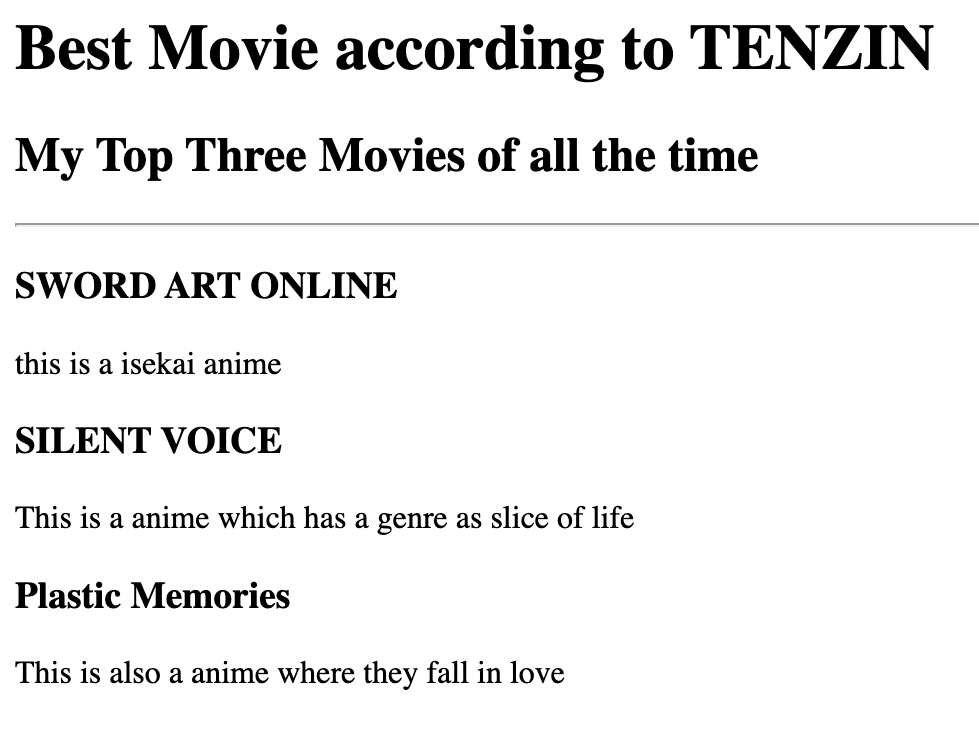 Best Movie according to TENZIN
My Top Three Movies of all the time
SWORD ART ONLINE
this is a isekai anime
SILENT VOICE
This is a anime which has a genre as slice of life
Plastic Memories
This is also a anime where they fall in love